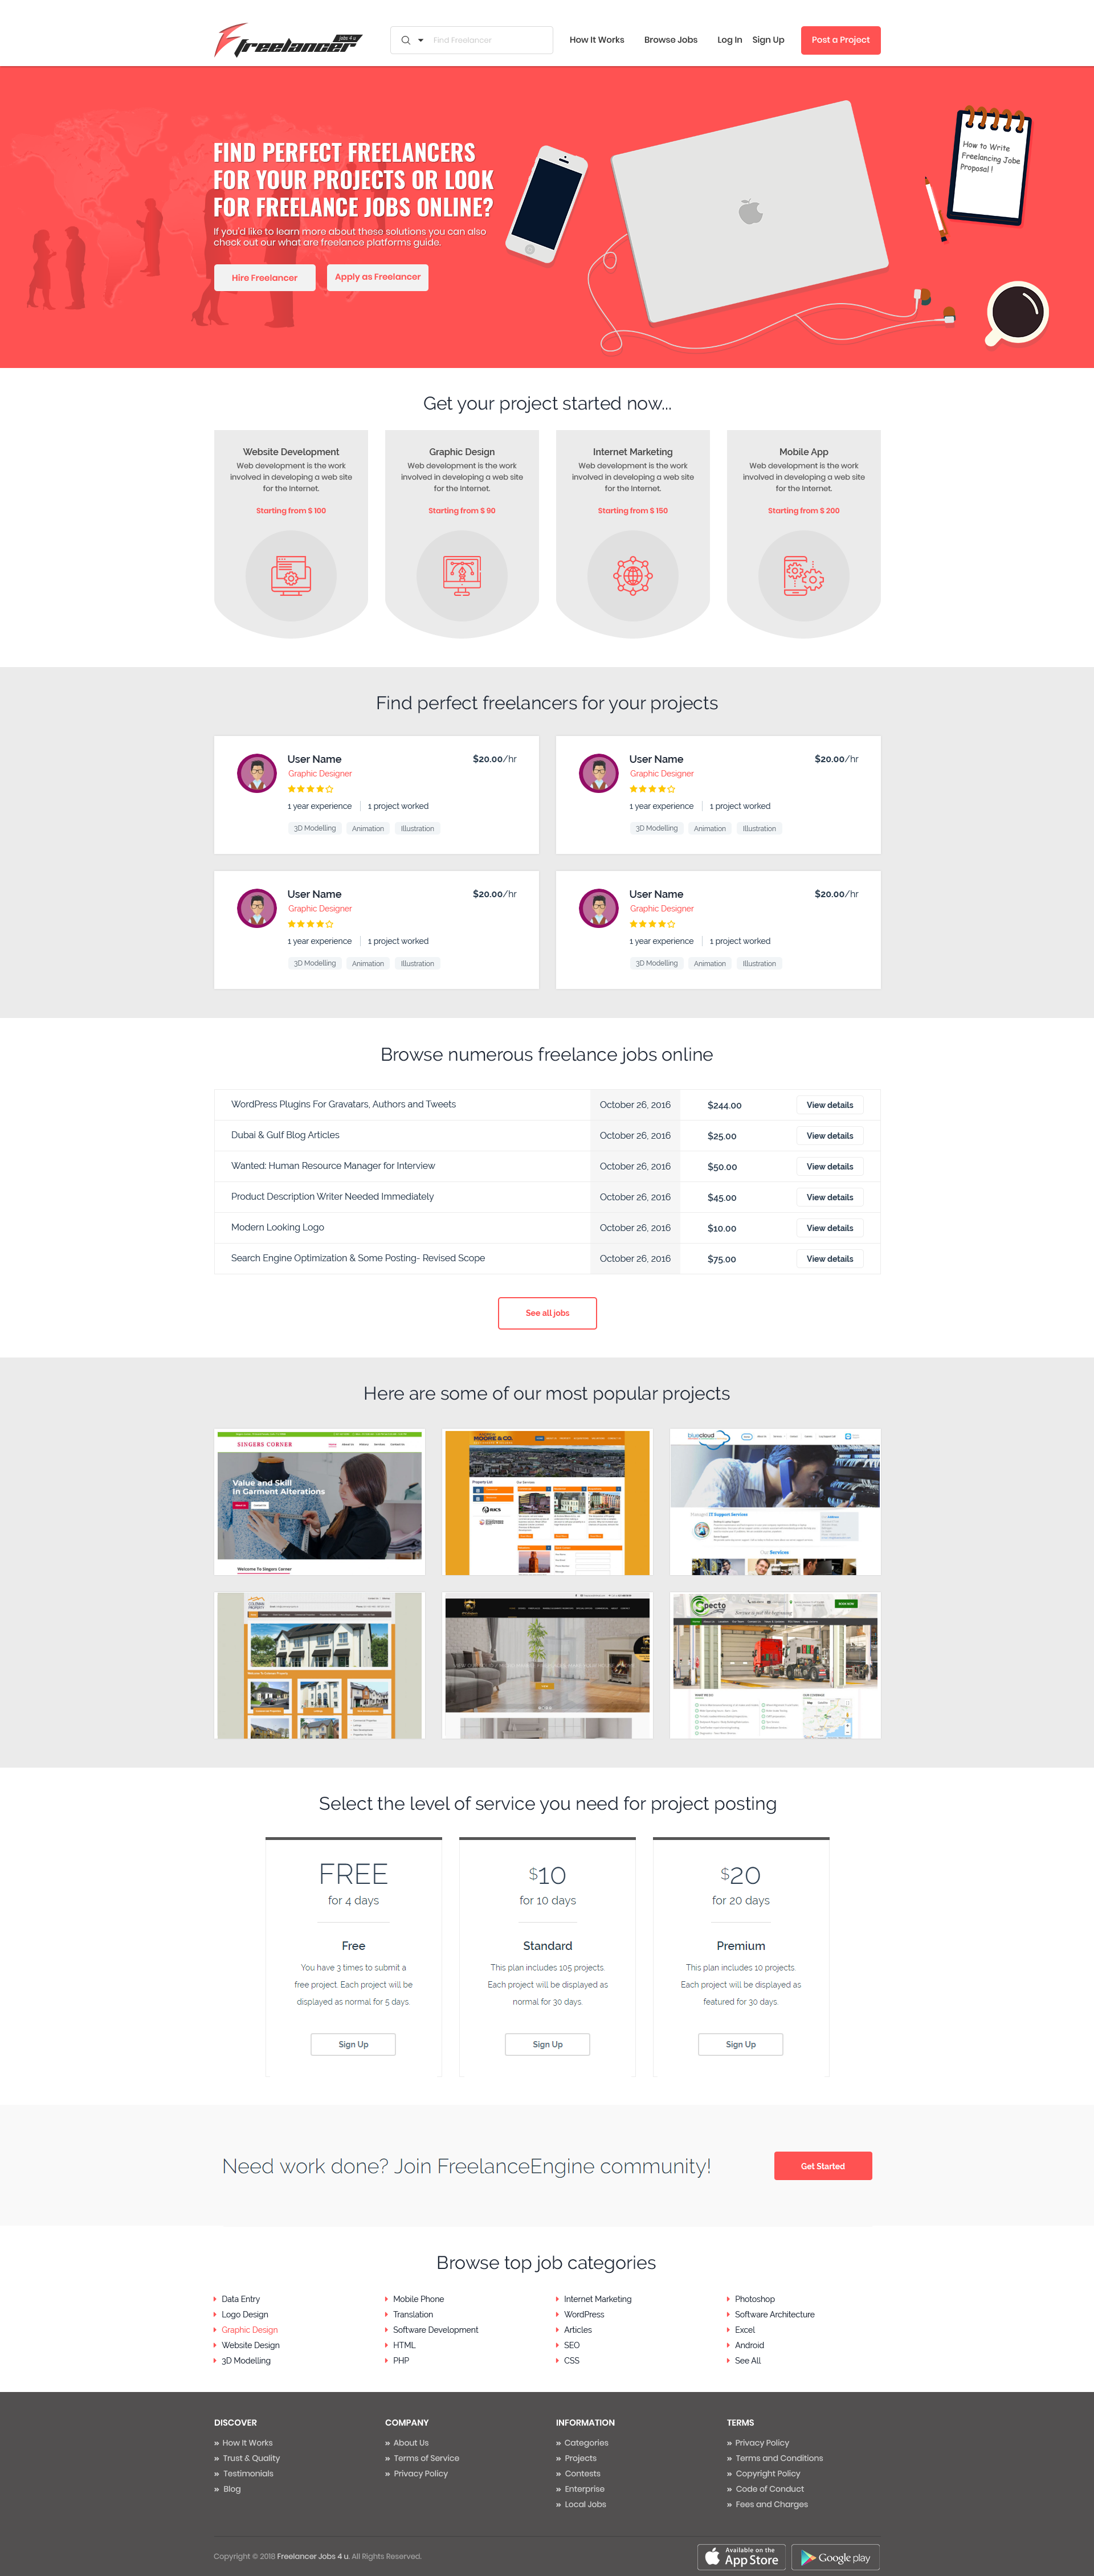 Freelancer
jobs 4 u
Find Freelancer
How It Works
Browse Jobs
Log In
Sign Up
Post a Project
FIND PERFECT FREELANCERS
FOR YOUR PROJECTS OR LOOK
FOR FREELANCE JOBS ONLINE?
If you'd like to learn more about these solutions you can also
check out our what are freelance platforms guide.
Hire Freelancer
Apply as Freelancer
How to Write
Freelancing Jobe
Proposal !
Get your project started now...
Website Development
Web development is the work
involved in developing a web site
for the Internet.
Starting from $ 100
Graphic Design
Web development is the work
involved in developing a web site
for the Internet.
Starting from $ 90
Internet Marketing
Web development is the work
involved in developing a web site
for the Internet.
Starting from $ 150
Mobile App
Web development is the work
involved in developing a web site
for the Internet.
Starting from $ 200
Find perfect freelancers for your projects
User Name
$20.00/hr
Graphic Designer
1 year experience
1 project worked
3D Modelling
Animation
Illustration
User Name
$20.00/hr
Graphic Designer
1 year experience
1 project worked
3D Modelling
Animation
Illustration
User Name
$20.00/hr
Graphic Designer
1 year experience
1 project worked
3D Modelling
Animation
Illustration
User Name
$20.00/hr
Graphic Designer
1 year experience
1 project worked
3D Modelling
Animation
Illustration
Browse numerous freelance jobs online
WordPress Plugins For Gravatars, Authors and Tweets October 26, 2016 $244.00 View details
Dubai & Gulf Blog Articles October 26, 2016 $25.00 View details
Wanted: Human Resource Manager for Interview October 26, 2016 $50.00 View details
Product Description Writer Needed Immediately October 26, 2016 $45.00 View details
Modern Looking Logo October 26, 2016 $10.00 View details
Search Engine Optimization & Some Posting- Revised Scope October 26, 2016 $75.00 View details
See all jobs
Here are some of our most popular projects
SINGERS CORNER
Value and Skill
In Garment Alterations
Welcome To Singers Corner
MOORE & CO.
Property List
Our Services
RICS
bluecloud
Managed IT Support Services
Our Services
Specto
Service is just the beginning
Select the level of service you need for project posting
FREE
for 4 days
Free
You have 3 times to submit a
free project. Each project will be
displayed as normal for 5 days.
Sign Up
$10
for 10 days
Standard
This plan includes 105 projects.
Each project will be displayed as
normal for 30 days.
Sign Up
$20
for 20 days
Premium
This plan includes 10 projects.
Each project will be displayed as
featured for 30 days.
Sign Up
Need work done? Join FreelanceEngine community!
Get Started
Browse top job categories
Data Entry
Logo Design
Graphic Design
Website Design
3D Modelling
Mobile Phone
Translation
Software Development
HTML
PHP
Internet Marketing
WordPress
Articles
SEO
CSS
Photoshop
Software Architecture
Excel
Android
See All
DISCOVER
» How It Works
» Trust & Quality
» Testimonials
» Blog
COMPANY
» About Us
» Terms of Service
» Privacy Policy
INFORMATION
» Categories
» Projects
» Contests
» Enterprise
» Local Jobs
TERMS
» Privacy Policy
» Terms and Conditions
» Copyright Policy
» Code of Conduct
» Fees and Charges
Copyright © 2018 Freelancer Jobs 4 u. All Rights Reserved.
Available on the
App Store
Google play